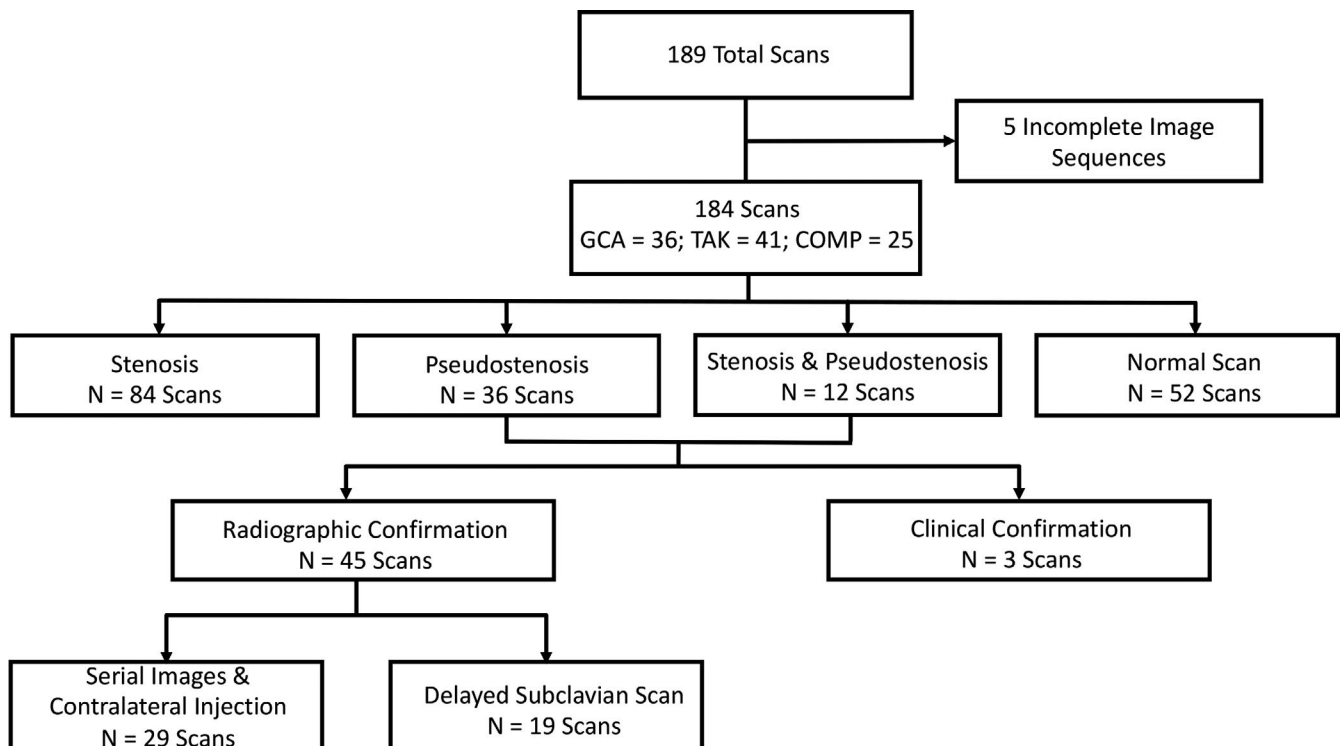 189 Total Scans
5 Incomplete Image
Sequences
184 Scans
GCA = 36; TAK = 41; COMP = 25
Stenosis
N = 84 Scans
Pseudostenosis
N = 36 Scans
Stenosis & Pseudostenosis
N = 12 Scans
Normal Scan
N = 52 Scans
Radiographic Confirmation
N = 45 Scans
Clinical Confirmation
N = 3 Scans
Serial Images &
Contralateral Injection
N = 29 Scans
Delayed Subclavian Scan
N = 19 Scans